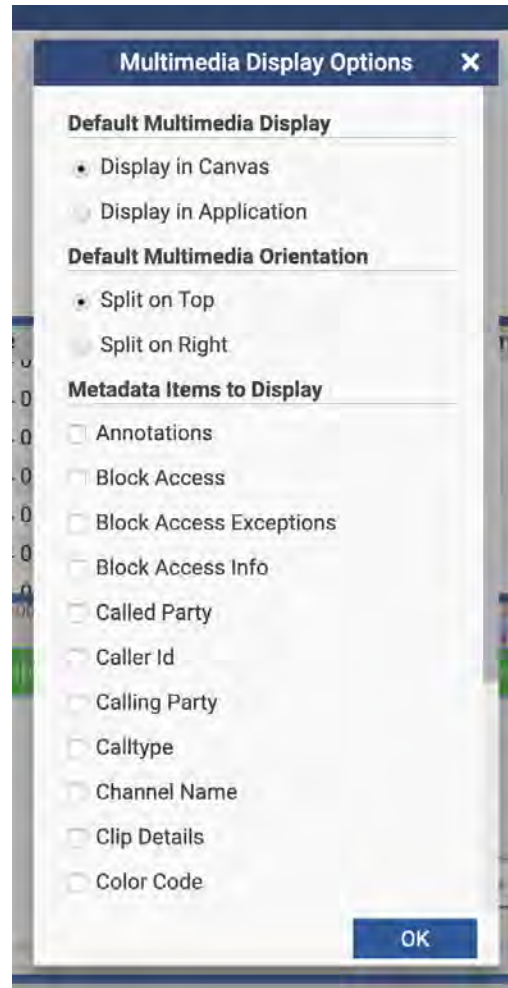 Multimedia Display Options
Default Multimedia Display
Display in Canvas
Display in Application
Default Multimedia Orientation
Split on Top
Split on Right
Metadata Items to Display
Annotations
Block Access
Block Access Exceptions
Block Access Info
Called Party
Caller Id
Calling Party
Calltype
Channel Name
Clip Details
Color Code
OK